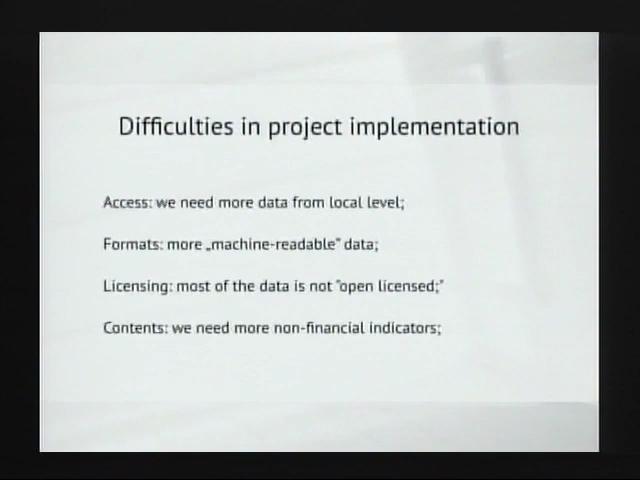 Difficulties in project implementation
Access: we need more data from local level;
Formats: more „machine-readable” data;
Licensing: most of the data is not "open licensed;"
Contents: we need more non-financial indicators;